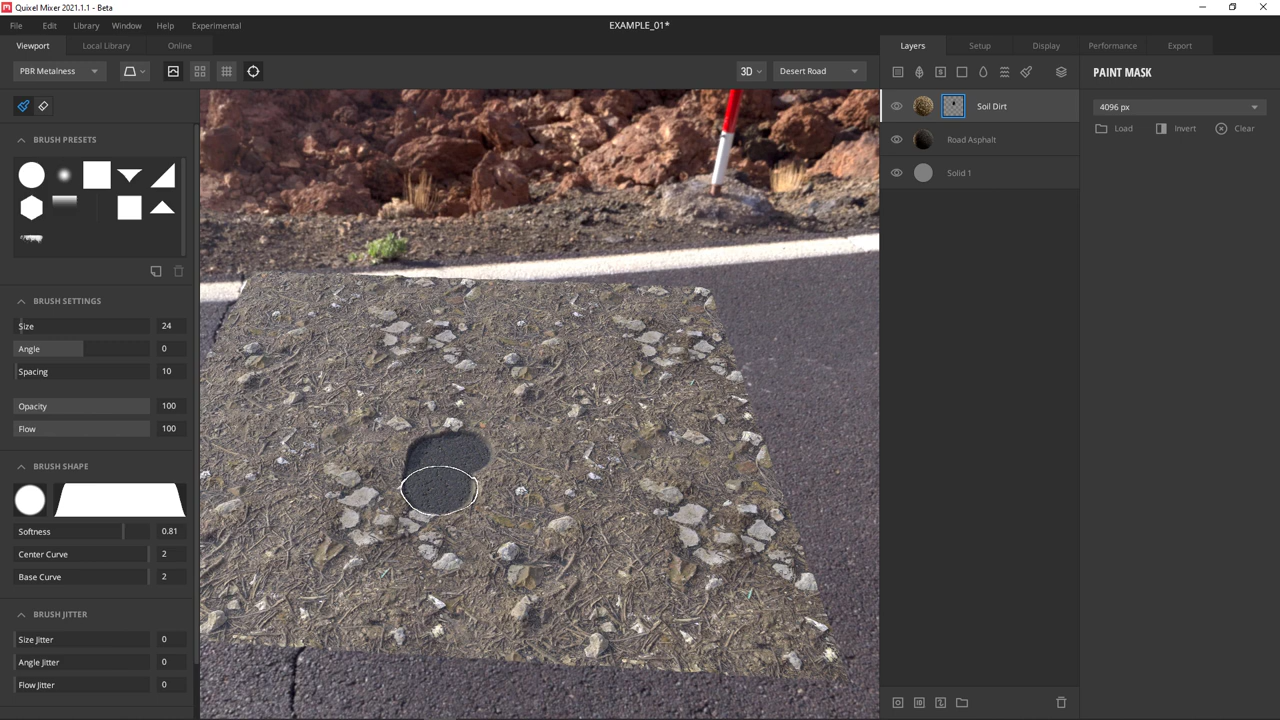 Quixel Mixer 2021.1.1 - Beta
File Edit Library Window Help Experimental EXAMPLE_01*
Viewport Local Library Online Layers Setup Display Performance Export
PBR Metalness 3D Desert Road PAINT MASK
Soil Dirt 4096 px
Load Invert Clear
BRUSH PRESETS Road Asphalt
Solid 1
BRUSH SETTINGS
Size 24
Angle 0
Spacing 10
Opacity 100
Flow 100
BRUSH SHAPE
Softness 0.81
Center Curve 2
Base Curve 2
BRUSH JITTER
Size Jitter 0
Angle Jitter 0
Flow Jitter 0